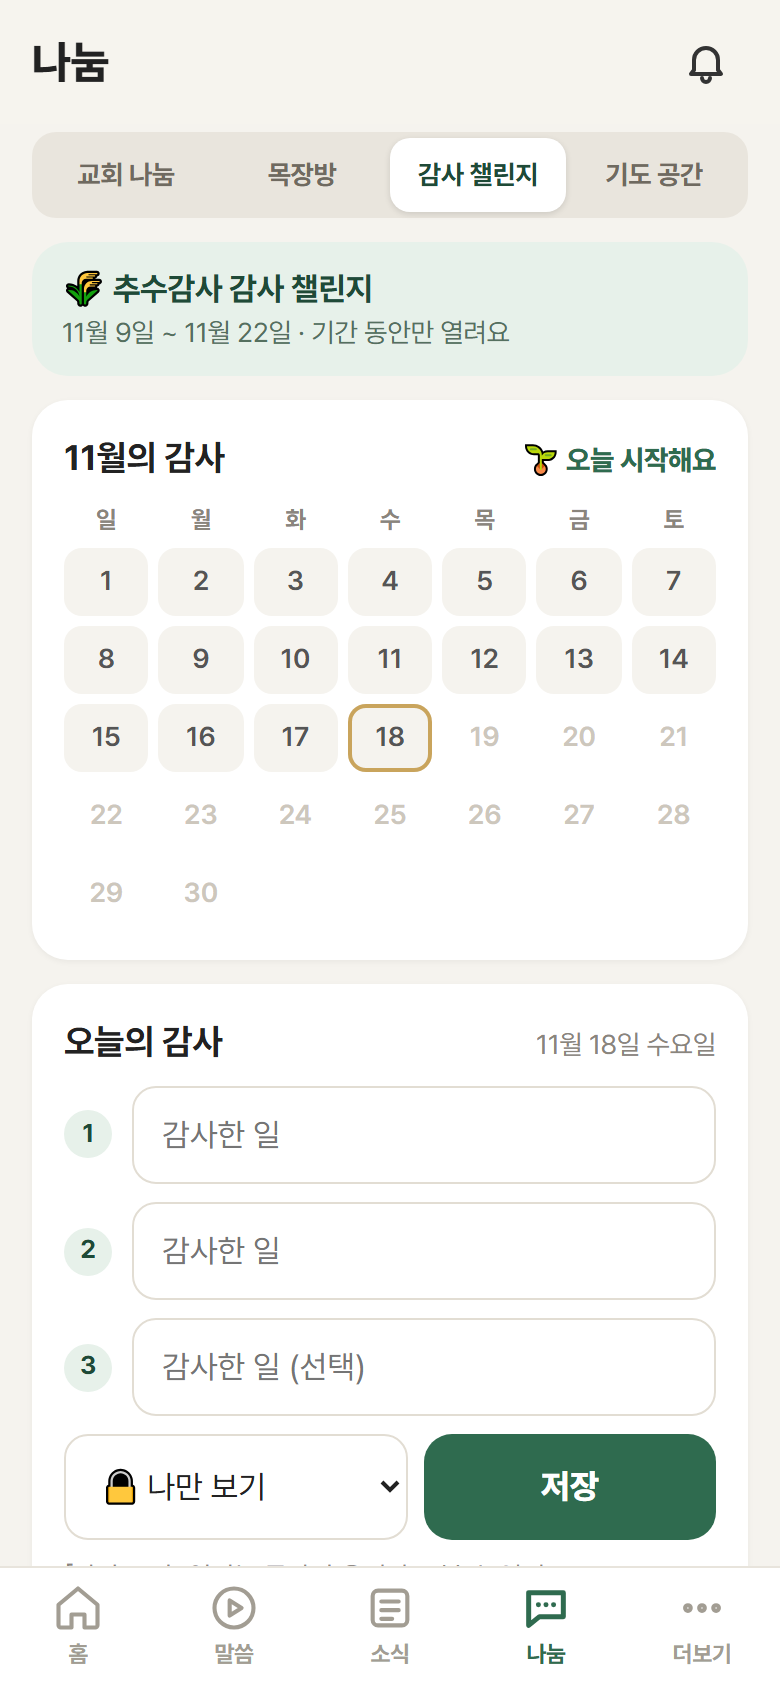 나눔
교회 나눔 목장방 감사 챌린지 기도 공간
🌾 추수감사 감사 챌린지
11월 9일 ~ 11월 22일 · 기간 동안만 열려요
11월의 감사 🌱 오늘 시작해요
일 월 화 수 목 금 토
1 2 3 4 5 6 7
8 9 10 11 12 13 14
15 16 17 18 19 20 21
22 23 24 25 26 27 28
29 30
오늘의 감사 11월 18일 수요일
1 감사한 일
2 감사한 일
3 감사한 일 (선택)
🔒 나만 보기 저장
홈 말씀 소식 나눔 더보기